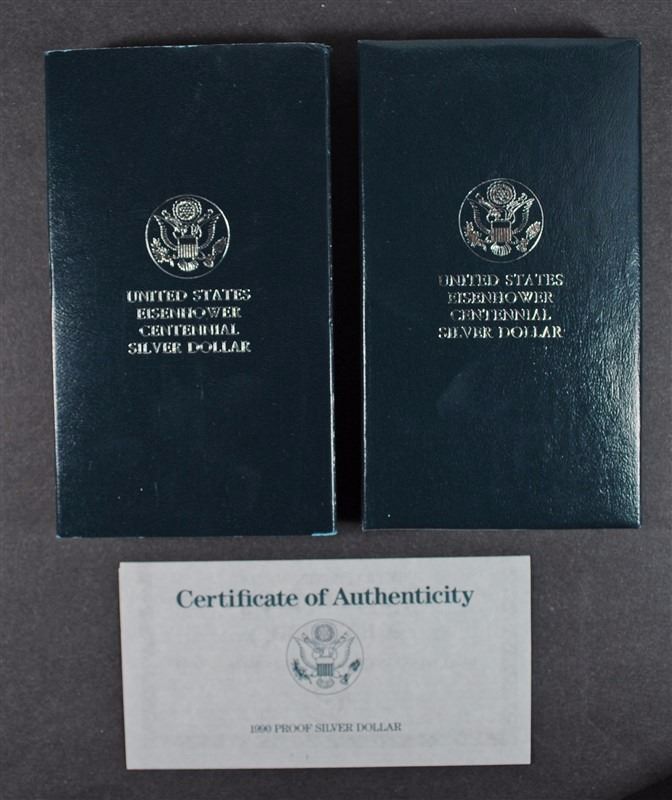 UNITED STATES
EISENHOWER
CENTENNIAL
SILVER DOLLAR
UNITED STATES
EISENHOWER
CENTENNIAL
SILVER DOLLAR
Certificate of Authenticity
1990 PROOF SILVER DOLLAR